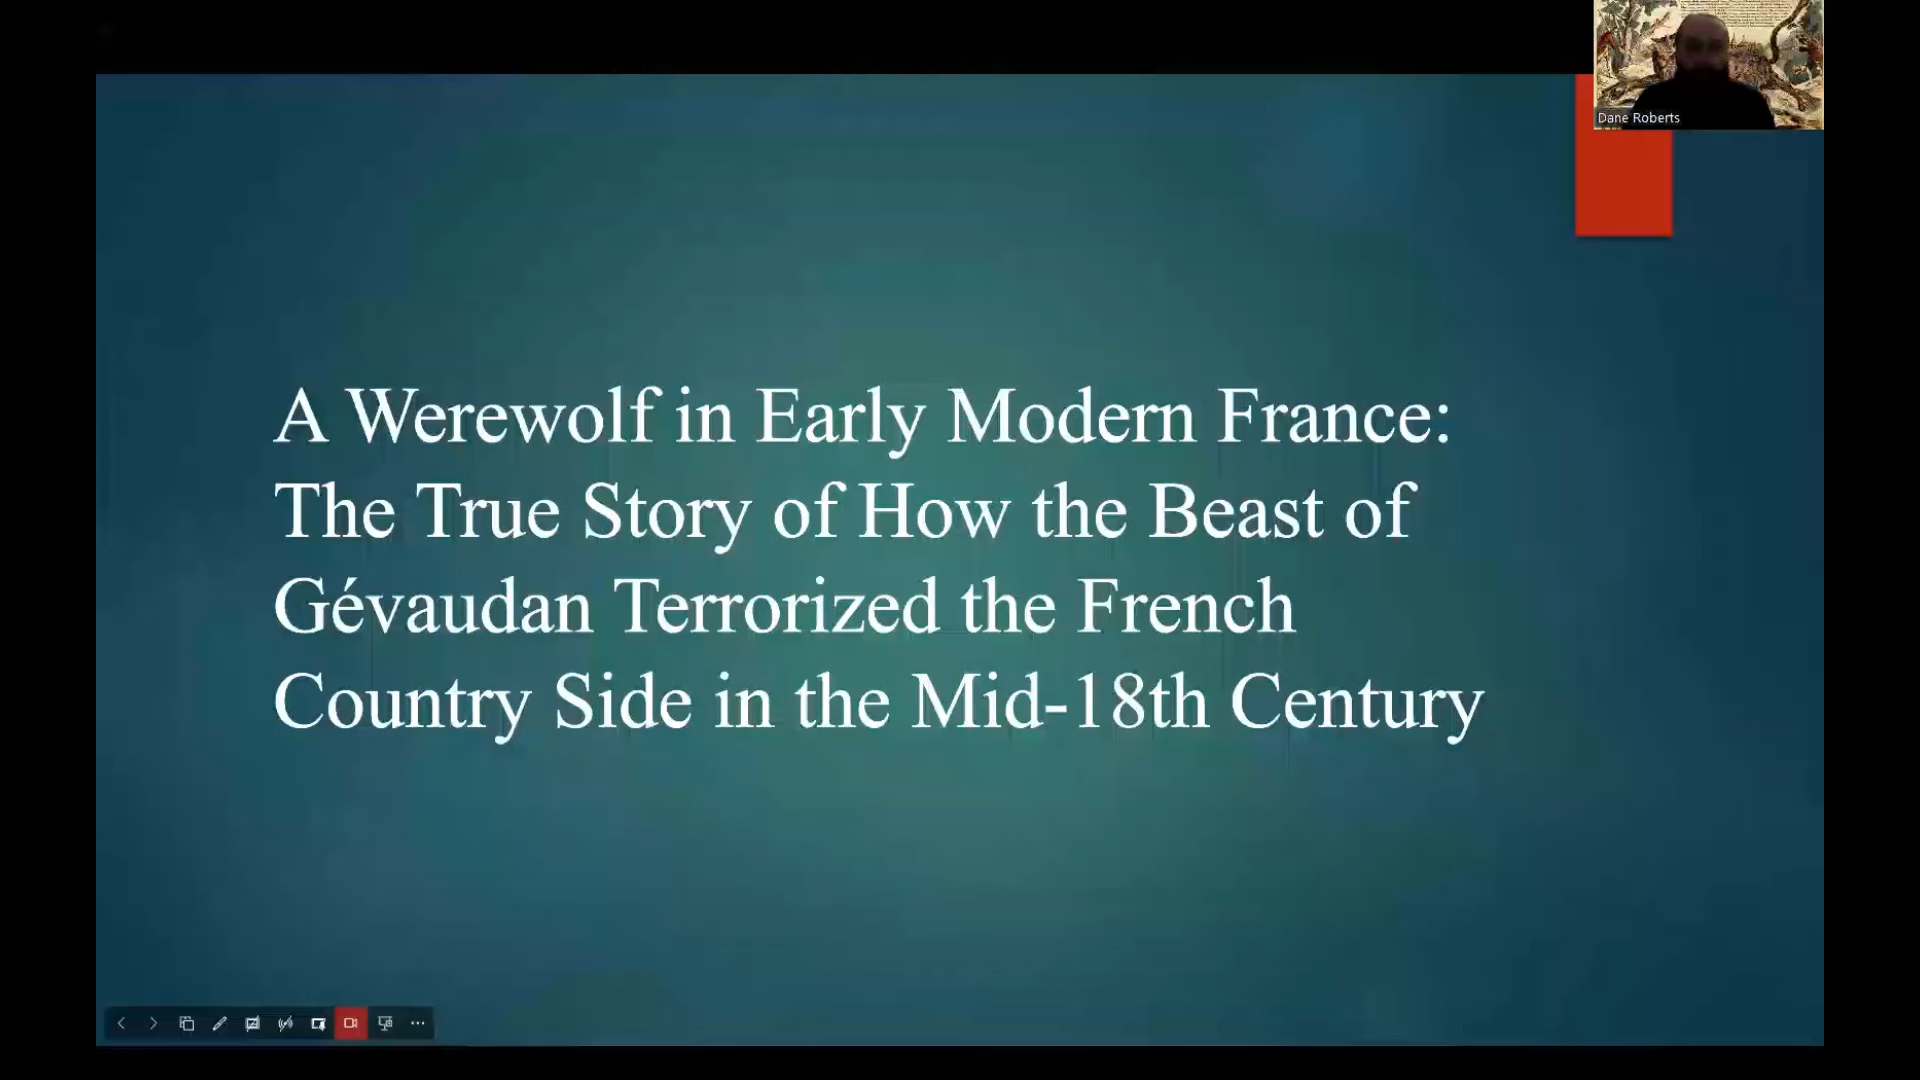 Dane Roberts
A Werewolf in Early Modern France:
The True Story of How the Beast of
Gévaudan Terrorized the French
Country Side in the Mid-18th Century